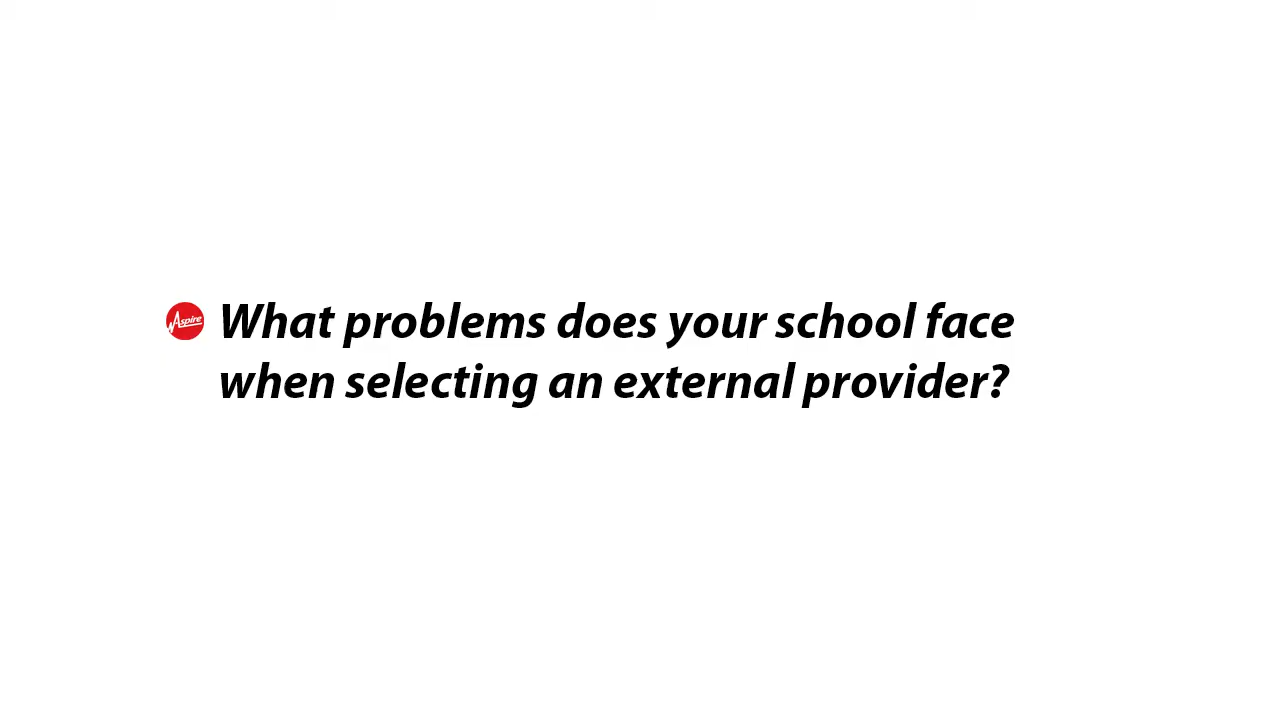 Aspire
What problems does your school face
when selecting an external provider?